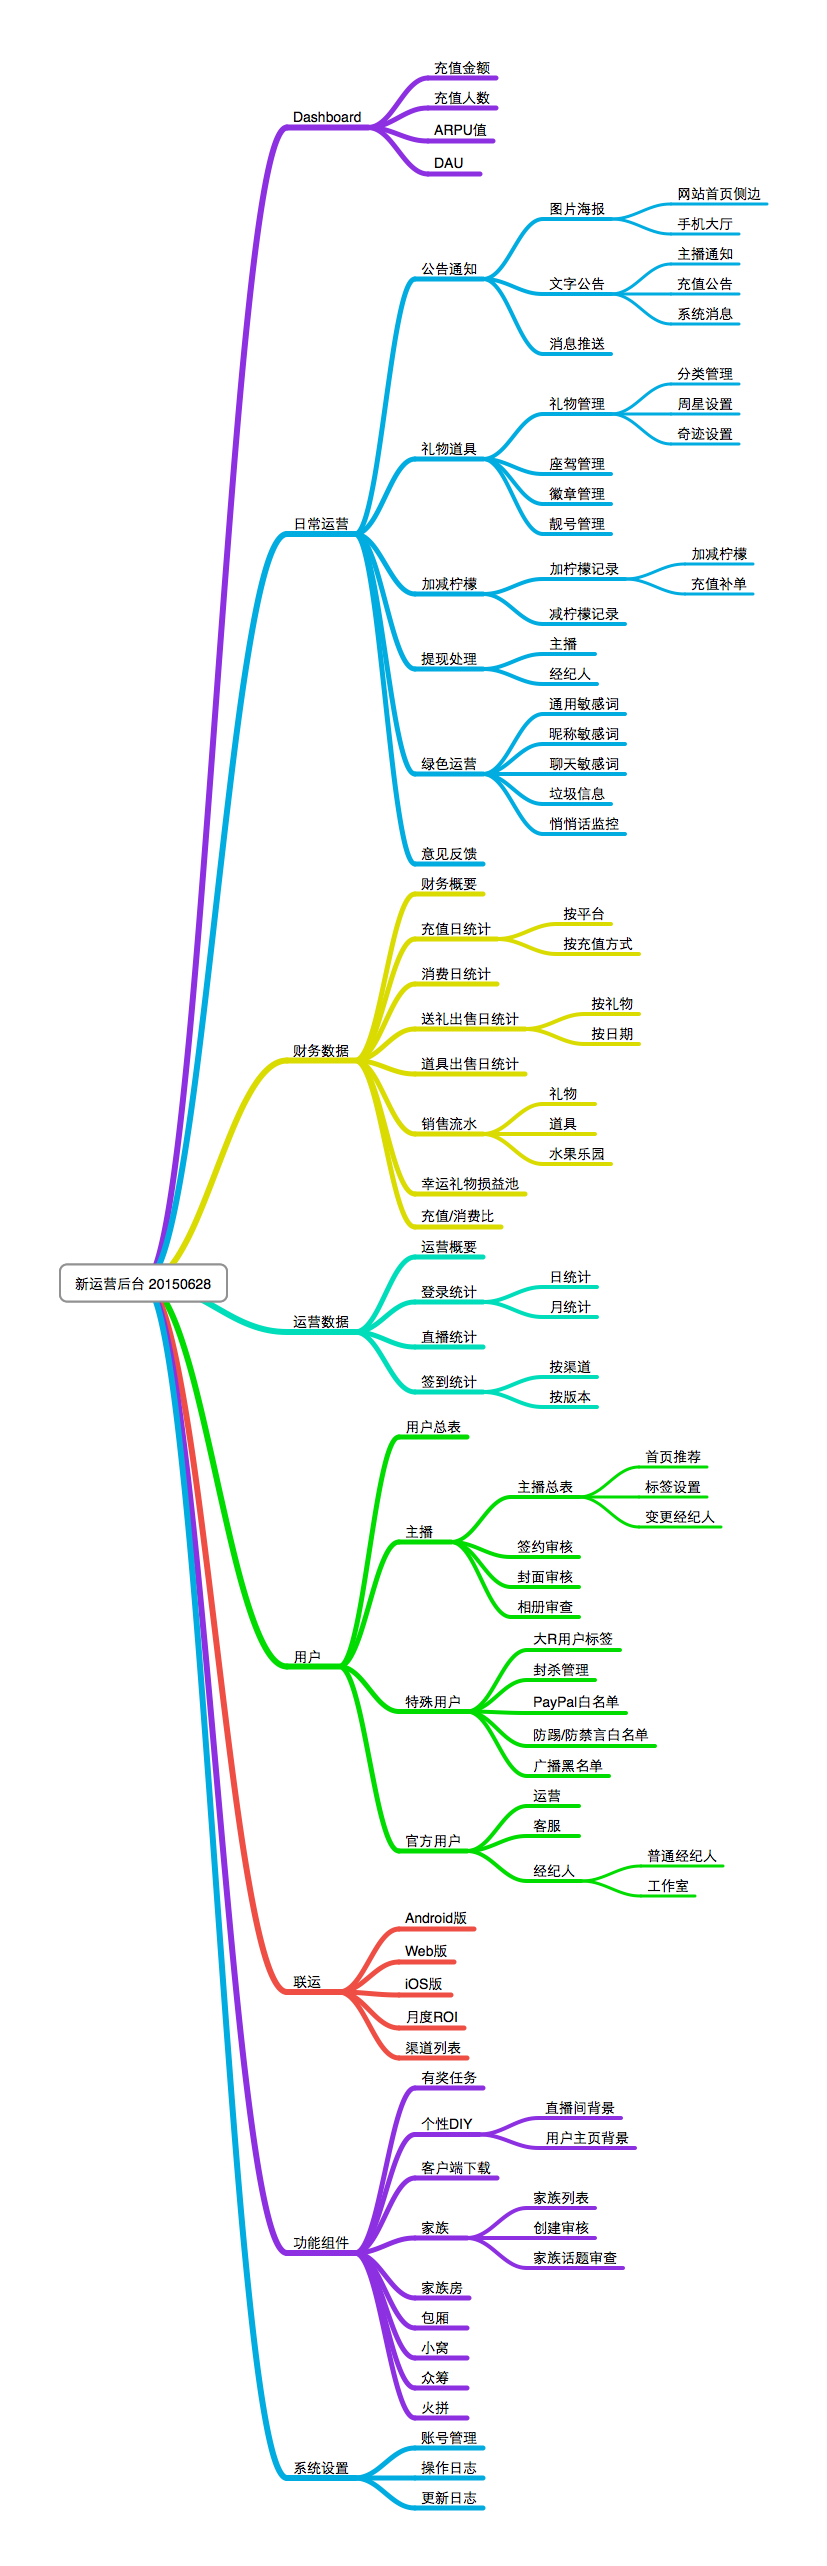 新运营后台 20150628
Dashboard
充值金额
充值人数
ARPU值
DAU
日常运营
公告通知
图片海报
网站首页侧边
手机大厅
文字公告
主播通知
充值公告
系统消息
消息推送
礼物道具
礼物管理
分类管理
周星设置
奇迹设置
座驾管理
徽章管理
靓号管理
加减柠檬
加柠檬记录
加减柠檬
充值补单
减柠檬记录
提现处理
主播
经纪人
绿色运营
通用敏感词
昵称敏感词
聊天敏感词
垃圾信息
悄悄话监控
意见反馈
财务数据
财务概要
充值日统计
按平台
按充值方式
消费日统计
送礼出售日统计
按礼物
按日期
道具出售日统计
销售流水
礼物
道具
水果乐园
幸运礼物损益池
充值/消费比
运营数据
运营概要
登录统计
日统计
月统计
直播统计
签到统计
按渠道
按版本
用户
用户总表
主播
主播总表
首页推荐
标签设置
变更经纪人
签约审核
封面审核
相册审查
特殊用户
大R用户标签
封杀管理
PayPal白名单
防踢/防禁言白名单
广播黑名单
官方用户
运营
客服
经纪人
普通经纪人
工作室
联运
Android版
Web版
iOS版
月度ROI
渠道列表
功能组件
有奖任务
个性DIY
直播间背景
用户主页背景
客户端下载
家族
家族列表
创建审核
家族话题审查
家族房
包厢
小窝
众筹
火拼
系统设置
账号管理
操作日志
更新日志